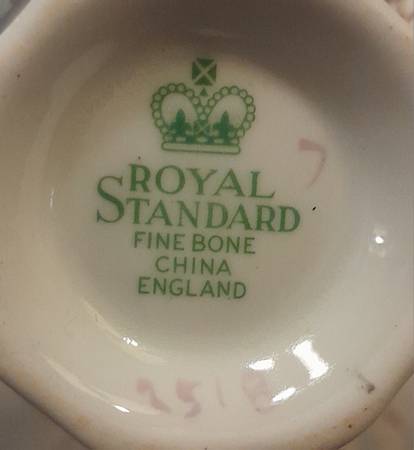 ROYAL
STANDARD
FINE BONE
CHINA
ENGLAND